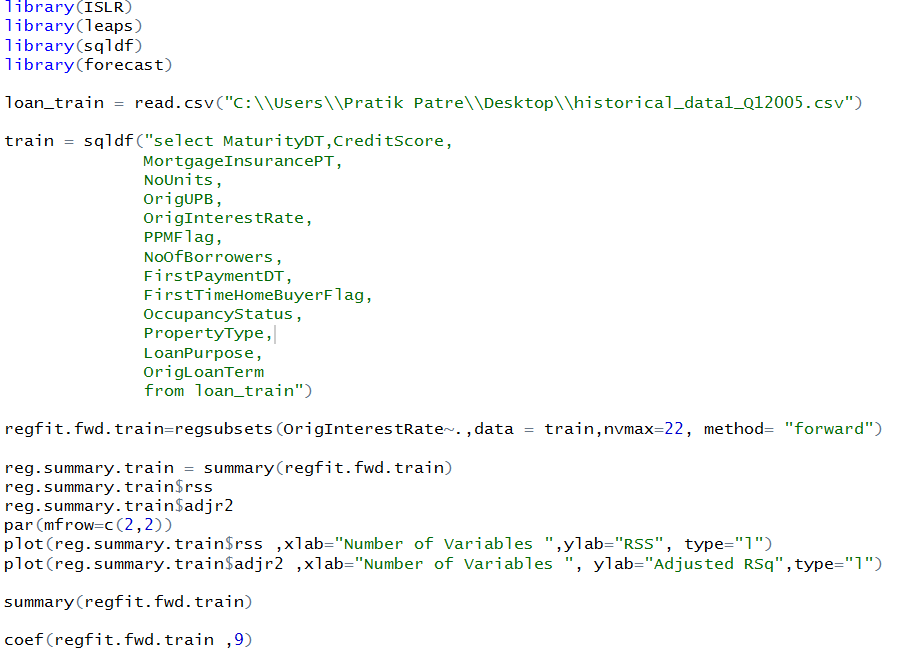 library(ISLR)
library(leaps)
library(sqldf)
library(forecast)
loan_train = read.csv("C:\\Users\\Pratik Patre\\Desktop\\historical_data1_Q12005.csv")
train = sqldf("select MaturityDT,CreditScore,
MortgageInsurancePT,
NoUnits,
OrigUPB,
OrigInterestRate,
PPMFlag,
NoOfBorrowers,
FirstPaymentDT,
FirstTimeHomeBuyerFlag,
OccupancyStatus,
PropertyType,
LoanPurpose,
OrigLoanTerm
from loan_train")
regfit.fwd.train=regsubsets(OrigInterestRate~.,data = train,nvmax=22, method= "forward")
reg.summary.train = summary(regfit.fwd.train)
reg.summary.train$rss
reg.summary.train$adjr2
par(mfrow=c(2,2))
plot(reg.summary.train$rss ,xlab="Number of Variables ",ylab="RSS", type="l")
plot(reg.summary.train$adjr2 ,xlab="Number of Variables ", ylab="Adjusted RSq",type="l")
summary(regfit.fwd.train)
coef(regfit.fwd.train ,9)